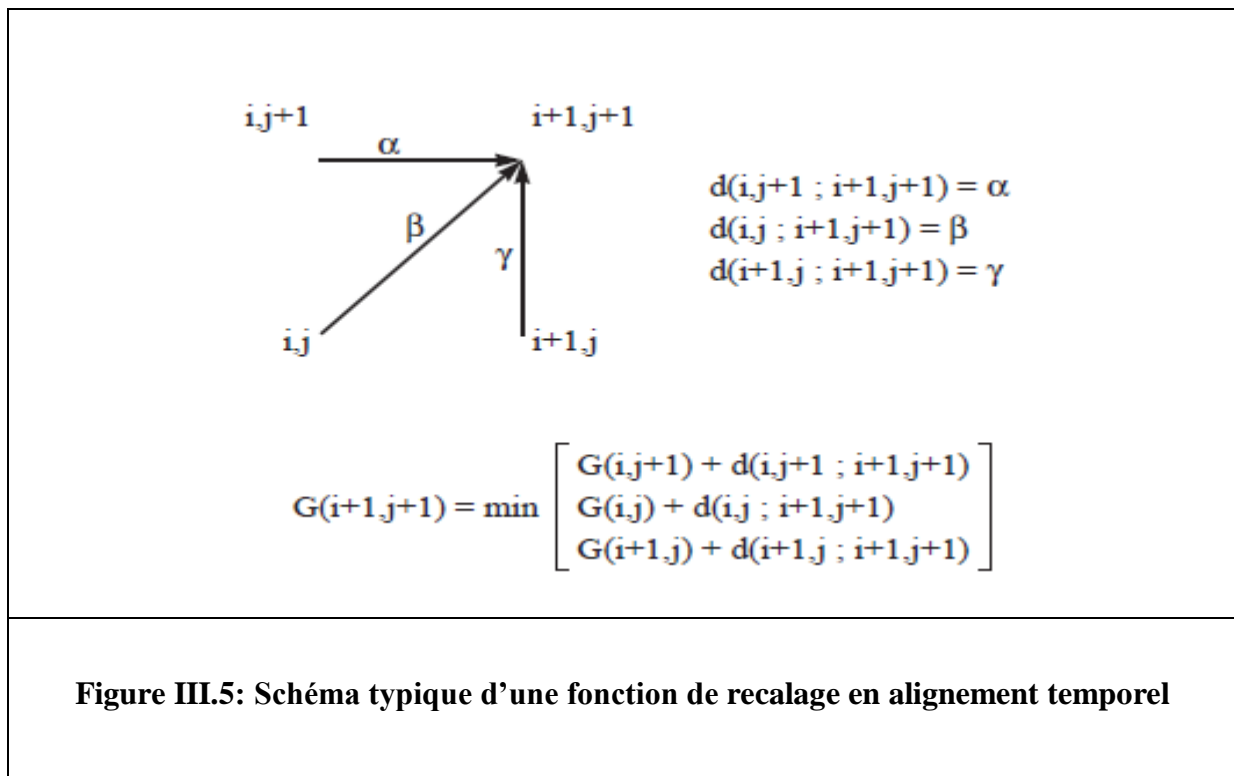 i,j+1 i+1,j+1
α
β
γ
i,j i+1,j
d(i,j+1 ; i+1,j+1) = α
d(i,j ; i+1,j+1) = β
d(i+1,j ; i+1,j+1) = γ
G(i,j+1) + d(i,j+1 ; i+1,j+1)
G(i+1,j+1) = min G(i,j) + d(i,j ; i+1,j+1)
G(i+1,j) + d(i+1,j ; i+1,j+1)
Figure III.5: Schéma typique d’une fonction de recalage en alignement temporel